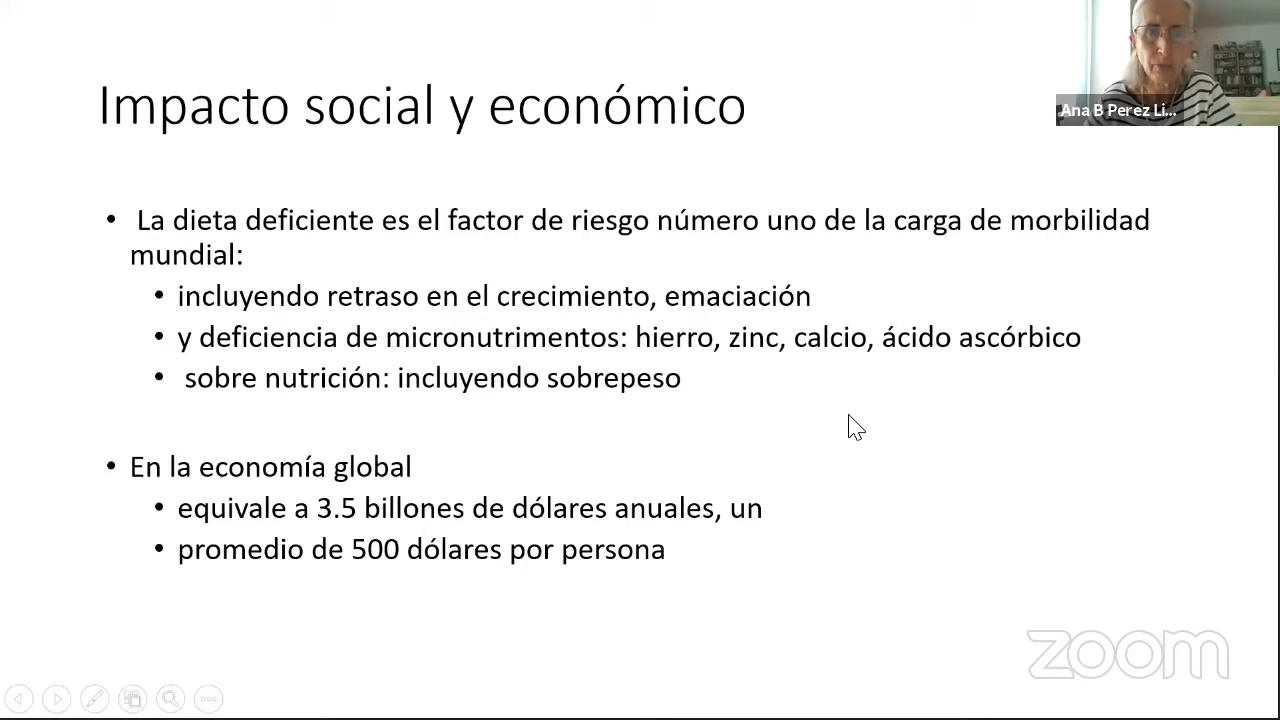 Impacto social y económico
Ana B Perez Li...
• La dieta deficiente es el factor de riesgo número uno de la carga de morbilidad
mundial:
• incluyendo retraso en el crecimiento, emaciación
• y deficiencia de micronutrimentos: hierro, zinc, calcio, ácido ascórbico
• sobre nutrición: incluyendo sobrepeso
• En la economía global
• equivale a 3.5 billones de dólares anuales, un
• promedio de 500 dólares por persona
zoom